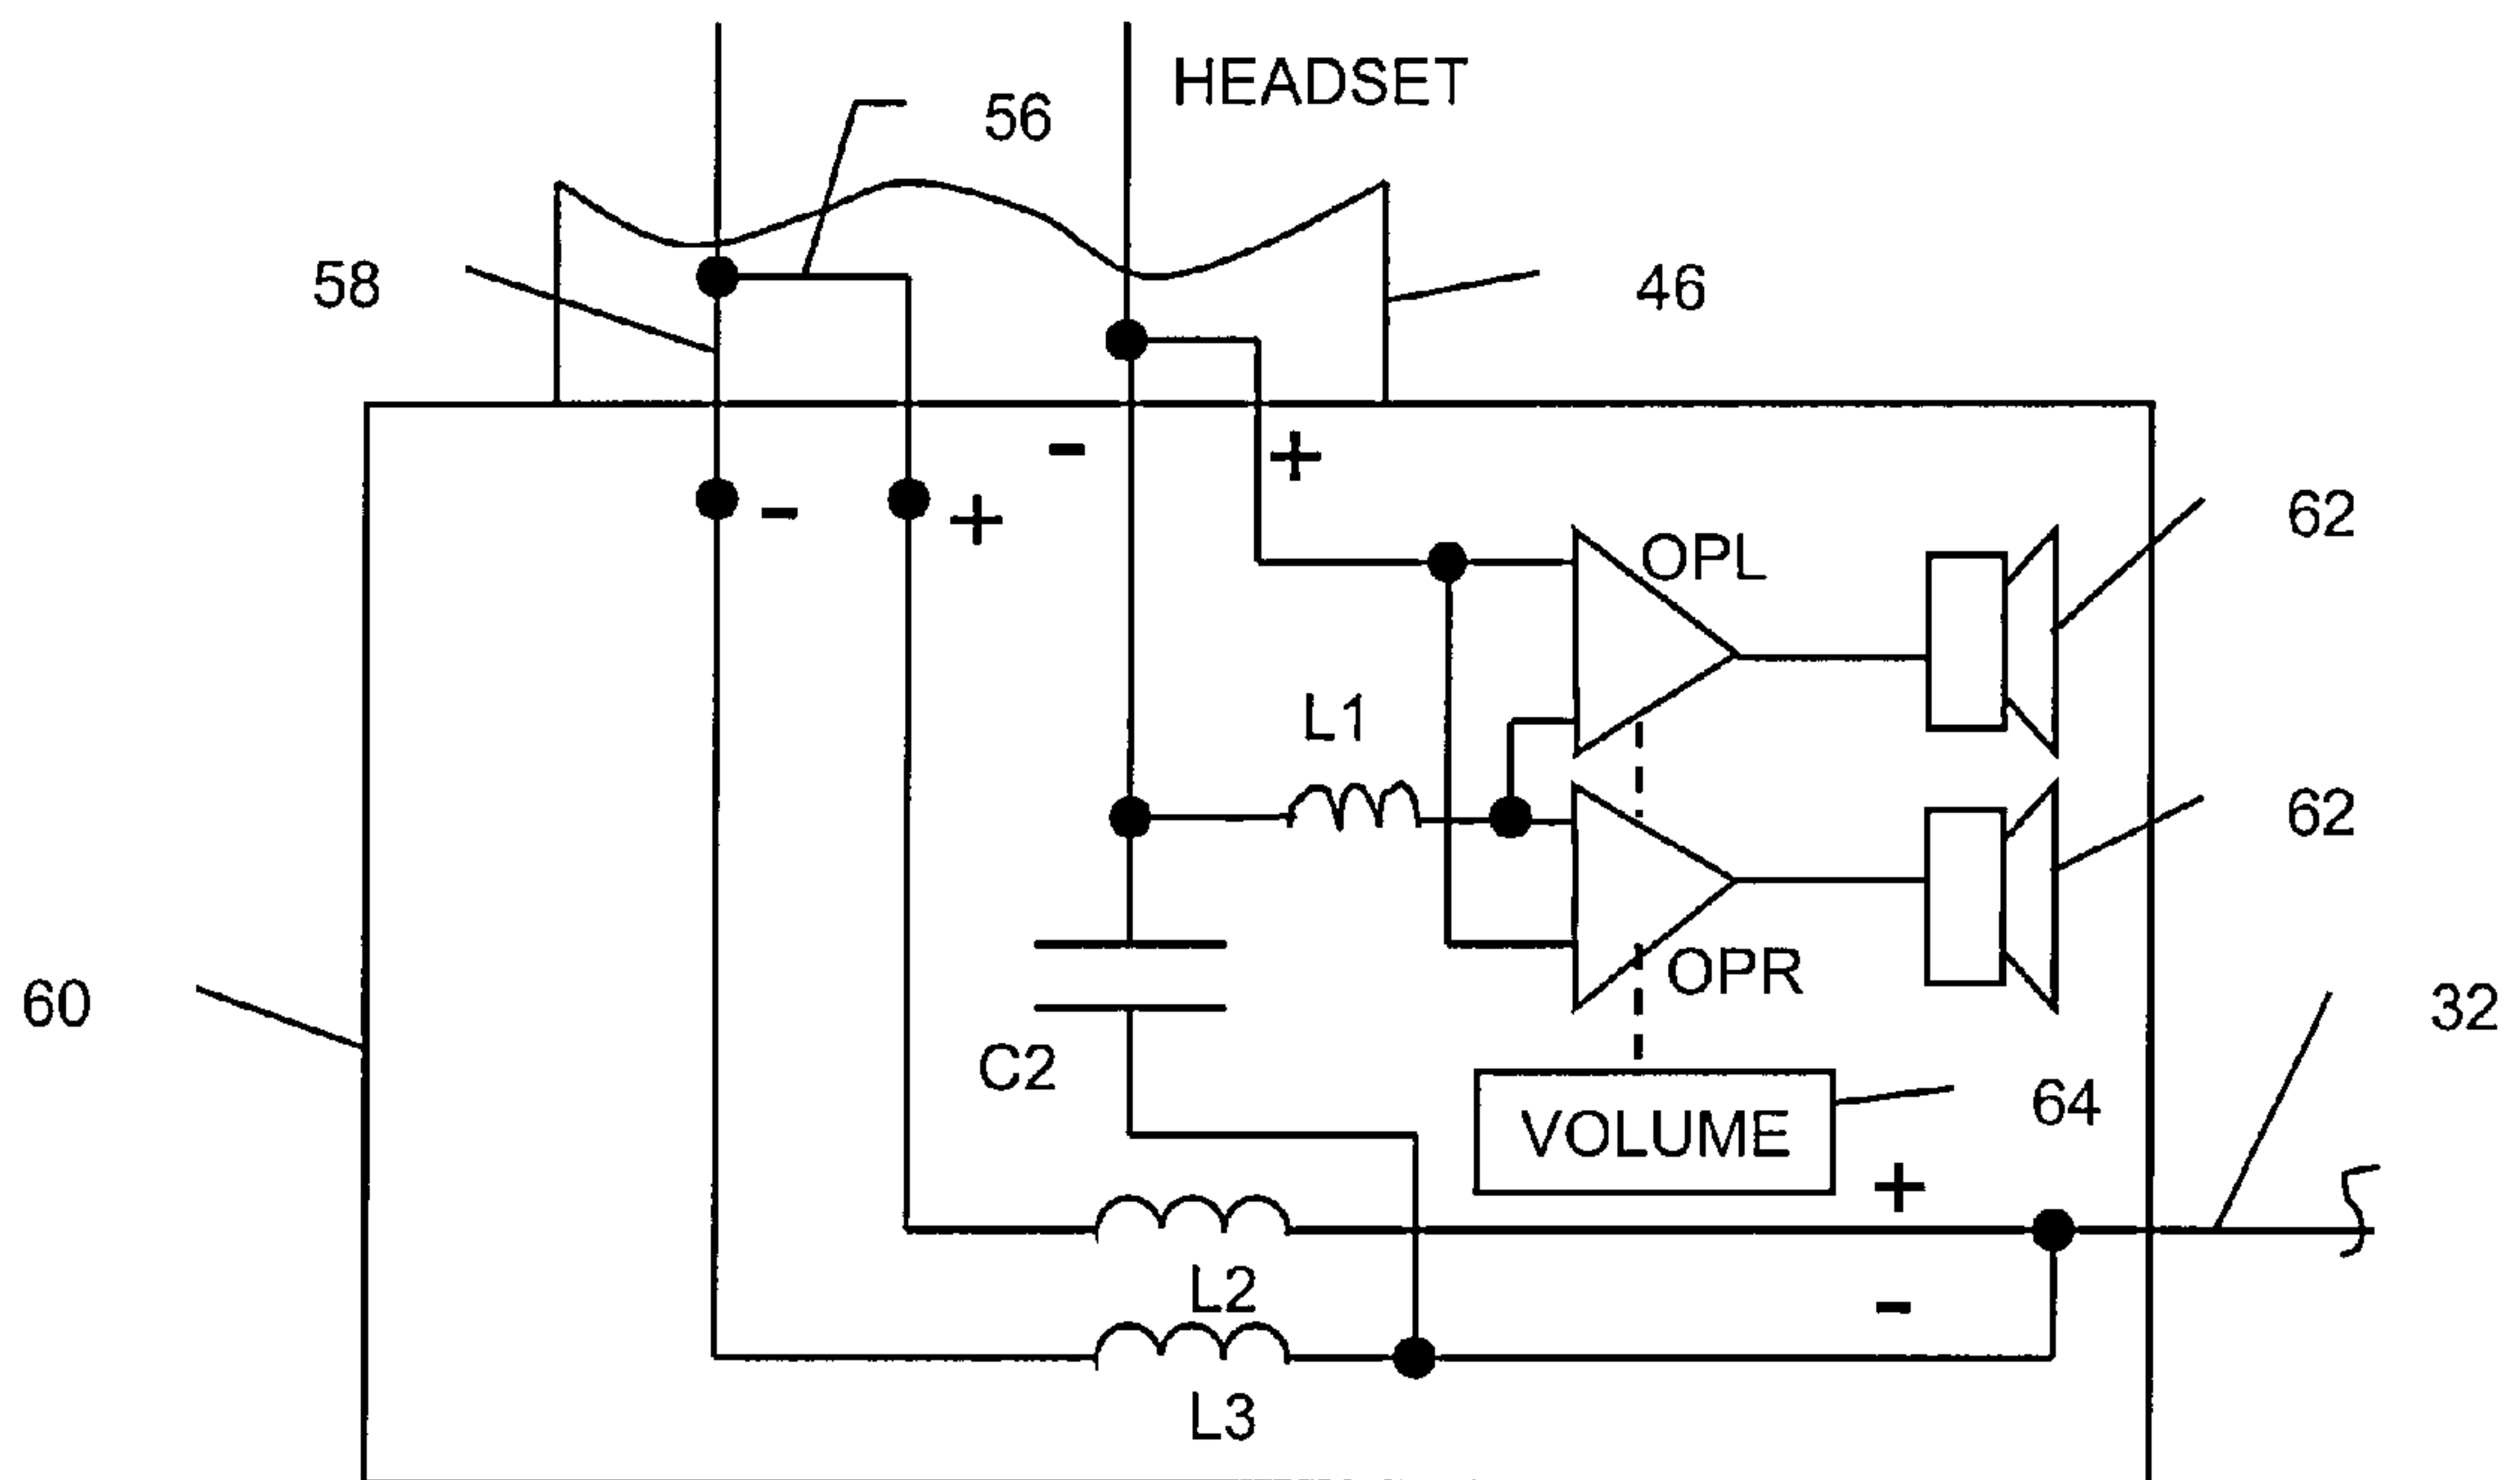 HEADSET
56
58
46
-
+
-
+
62
OPL
L1
62
OPR
60
32
C2
64
VOLUME
+
L2
-
L3